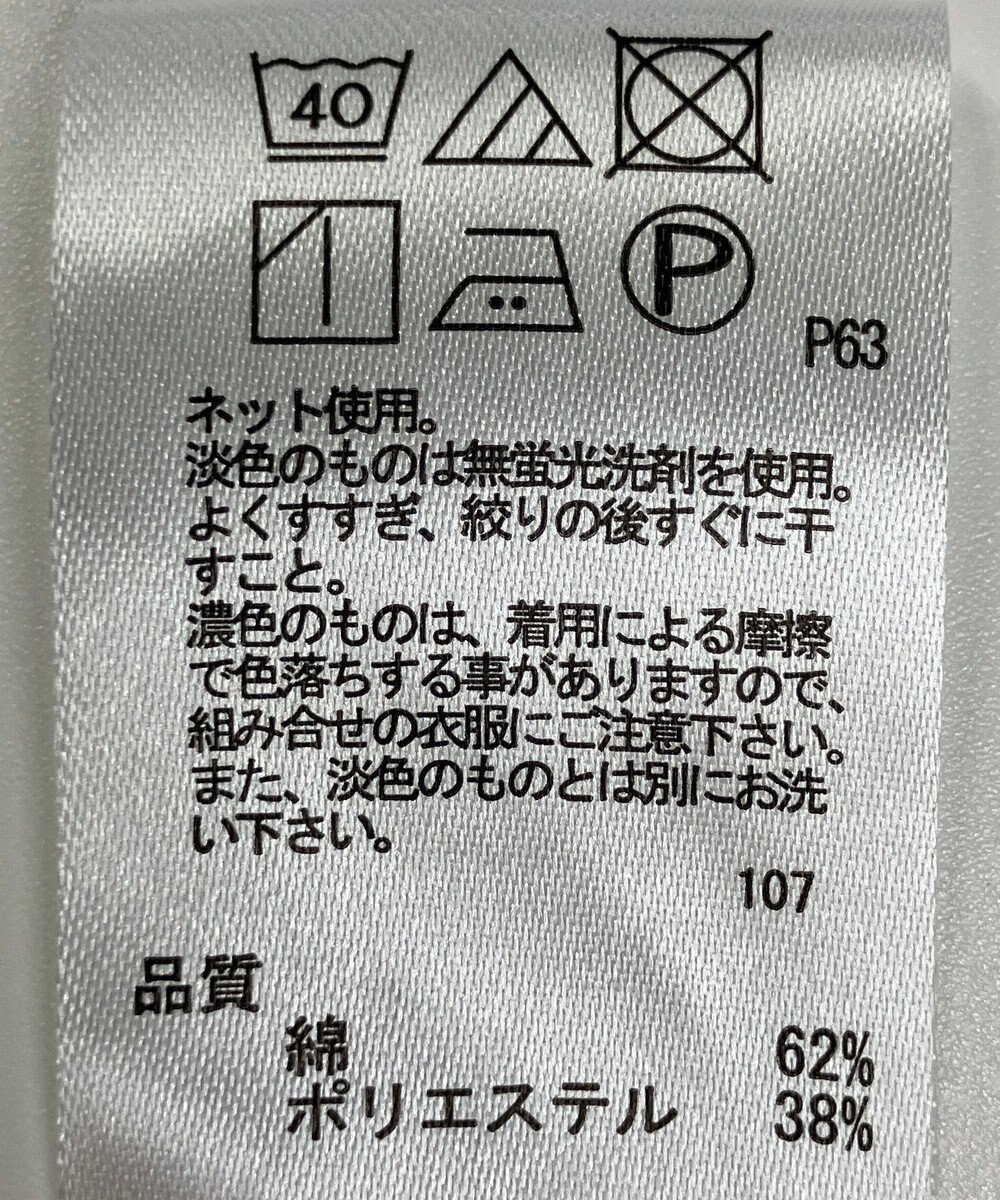 40
P
P63
ネット使用。
淡色のものは無蛍光洗剤を使用。
よくすすぎ、絞りの後すぐに干
すこと。
濃色のものは、着用による摩擦
で色落ちする事がありますので、
組み合せの衣服にご注意下さい。
また、淡色のものとは別にお洗
い下さい。
107
品質
綿 62%
ポリエステル 38%